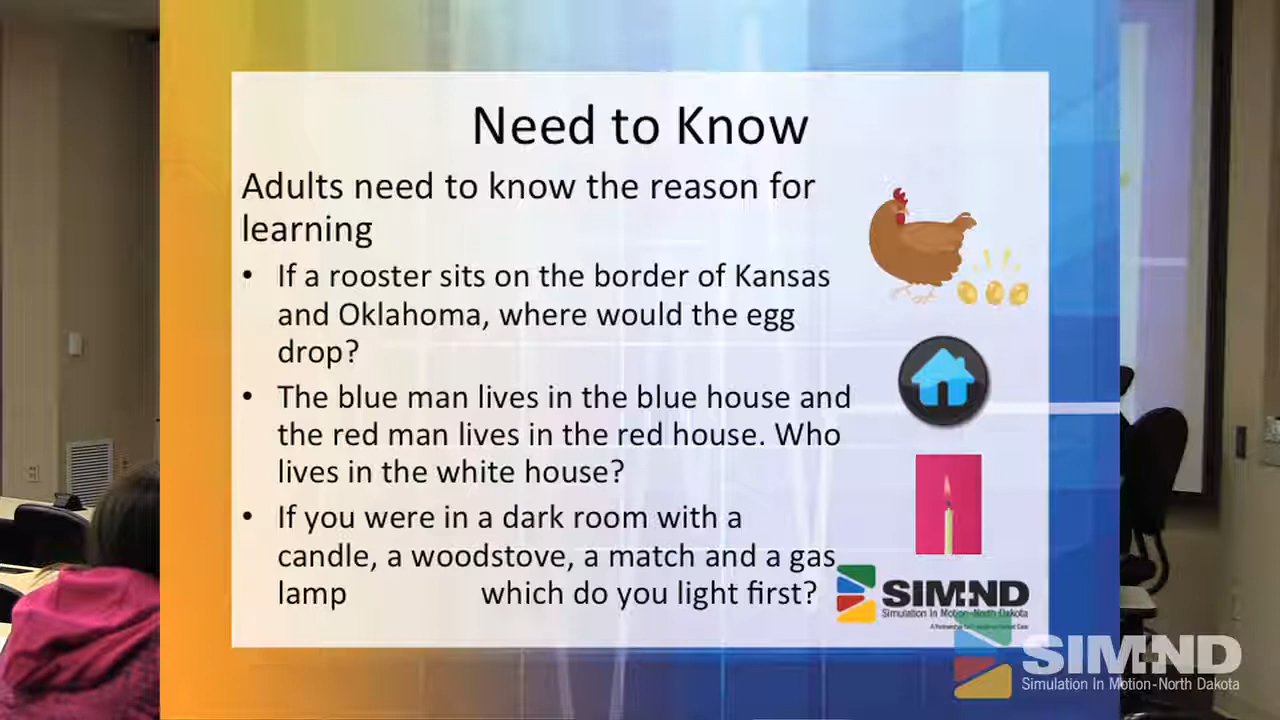 Need to Know
Adults need to know the reason for
learning
• If a rooster sits on the border of Kansas
and Oklahoma, where would the egg
drop?
• The blue man lives in the blue house and
the red man lives in the red house. Who
lives in the white house?
• If you were in a dark room with a
candle, a woodstove, a match and a gas
lamp which do you light first?
SIM-ND
Simulation In Motion-North Dakota
SIM-ND
Simulation In Motion-North Dakota